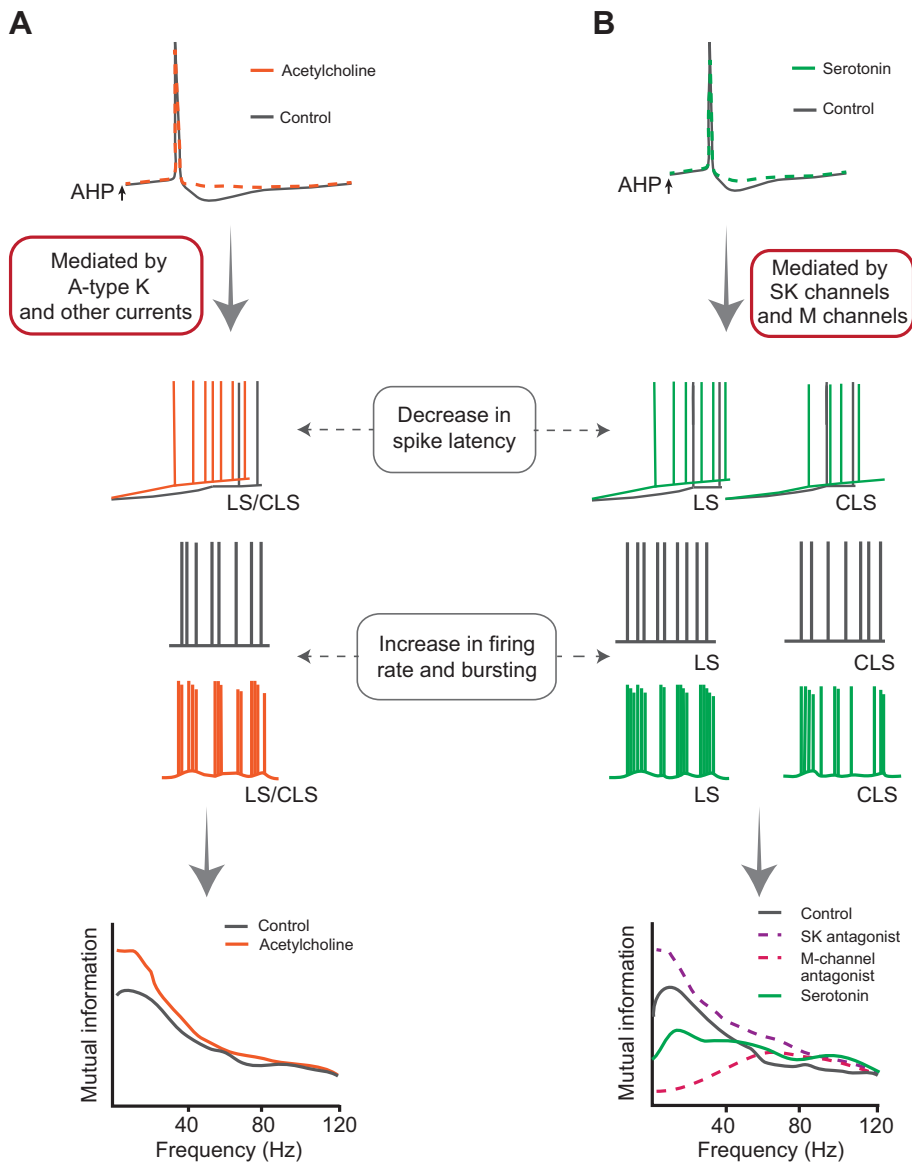 A
Acetylcholine
Control
AHP
Mediated by
A-type K
and other currents
B
Serotonin
Control
AHP
Mediated by
SK channels
and M channels
Decrease in
spike latency
LS/CLS
LS
CLS
Increase in firing
rate and bursting
LS
CLS
LS/CLS
LS
CLS
Mutual information
Control
Acetylcholine
40
80
120
Frequency (Hz)
Mutual information
Control
SK antagonist
M-channel
antagonist
Serotonin
40
80
120
Frequency (Hz)